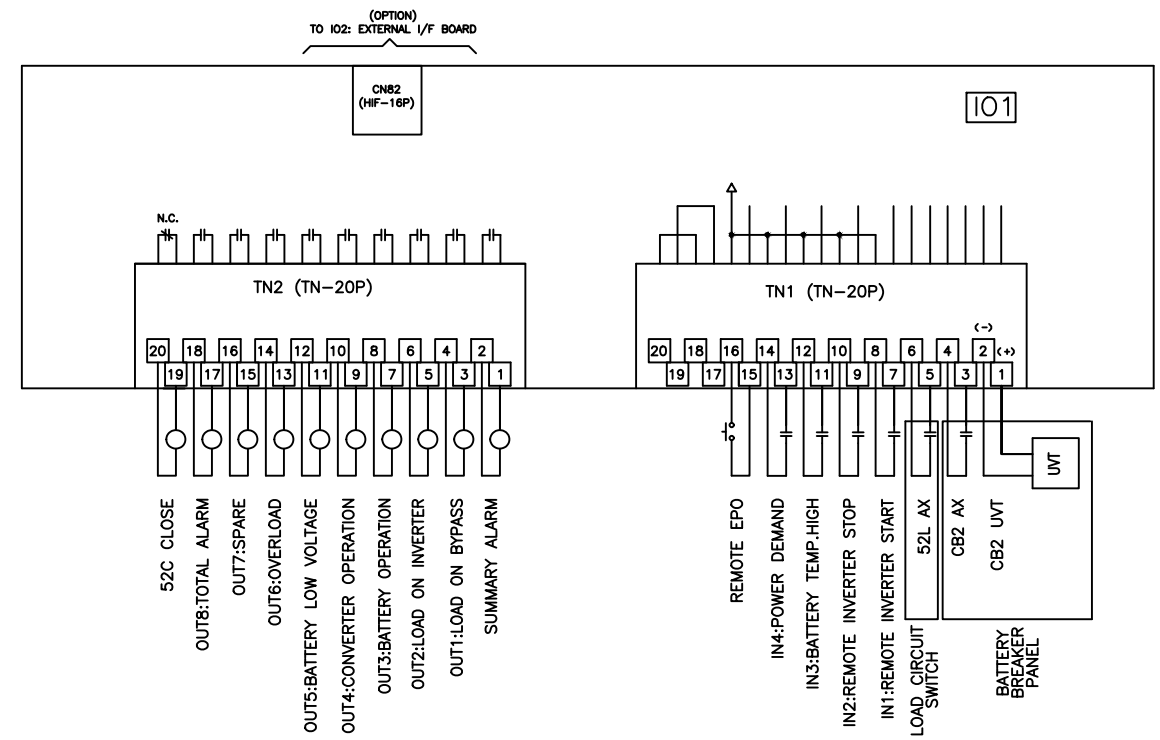 (OPTION)
TO IO2: EXTERNAL I/F BOARD
CN82
(HIF-16P)
IO1
N.C.
TN2 (TN-20P)
TN1 (TN-20P)
(-)
20 18 16 14 12 10 8 6 4 2
19 17 15 13 11 9 7 5 3 1
20 18 16 14 12 10 8 6 4 2 (+)
19 17 15 13 11 9 7 5 3 1
UVT
52C CLOSE
OUT8:TOTAL ALARM
OUT7:SPARE
OUT6:OVERLOAD
OUT5:BATTERY LOW VOLTAGE
OUT4:CONVERTER OPERATION
OUT3:BATTERY OPERATION
OUT2:LOAD ON INVERTER
OUT1:LOAD ON BYPASS
SUMMARY ALARM
REMOTE EPO
IN4:POWER DEMAND
IN3:BATTERY TEMP.HIGH
IN2:REMOTE INVERTER STOP
IN1:REMOTE INVERTER START
52L AX
LOAD CIRCUIT
SWITCH
CB2 AX
CB2 UVT
BATTERY
BREAKER
PANEL